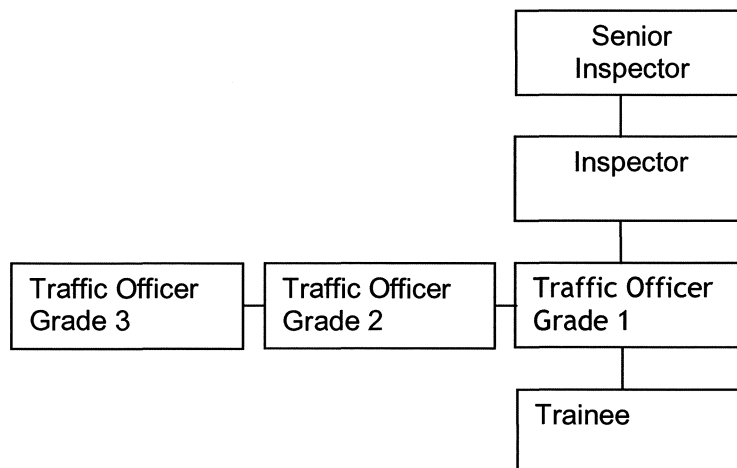 Senior
Inspector
Inspector
Traffic Officer
Grade 3
Traffic Officer
Grade 2
Traffic Officer
Grade 1
Trainee